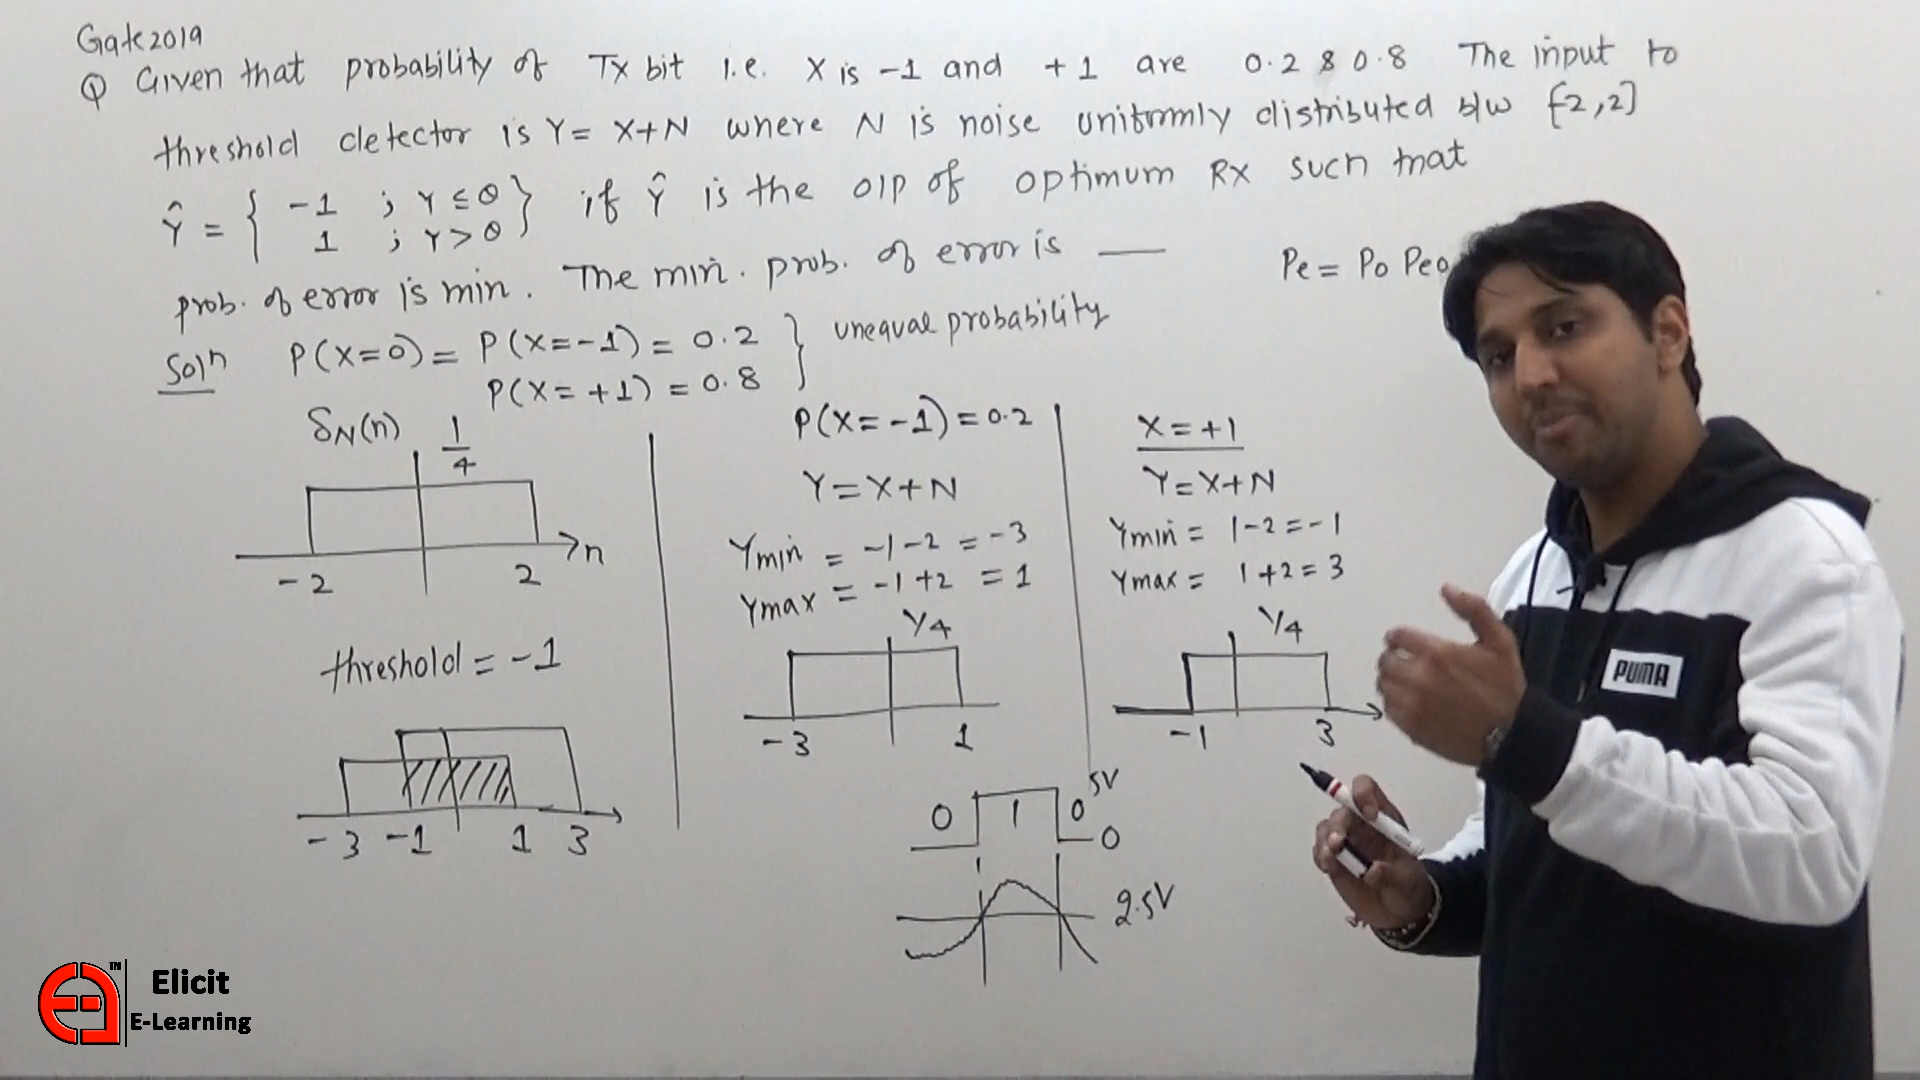 Gate 2019
Q Given that probability of Tx bit i.e. X is -1 and +1 are 0.2 & 0.8 The input to
threshold detector is Y= X+N where N is noise uniformly distributed b/w [-2,2]
Ŷ = { -1 ; Y ≤ θ
1 ; Y > θ } if Ŷ is the O/P of optimum Rx such that
prob. of error is min. The min. prob. of error is ___
Pe = P0 Pe0
Soln P(X=0) = P(X=-1) = 0.2
P(X=+1) = 0.8 } unequal probability
δN(n)
1/4
-2 2 →n
threshold = -1
-3 -1 1 3
P(X=-1)=0.2
Y=X+N
Ymin = -1-2 = -3
Ymax = -1+2 = 1
1/4
-3 1
X=+1
Y=X+N
Ymin = 1-2 = -1
Ymax = 1+2 = 3
1/4
-1 3
0 1 0 5V
0
2.5V
PUMA
TM
Elicit
E-Learning